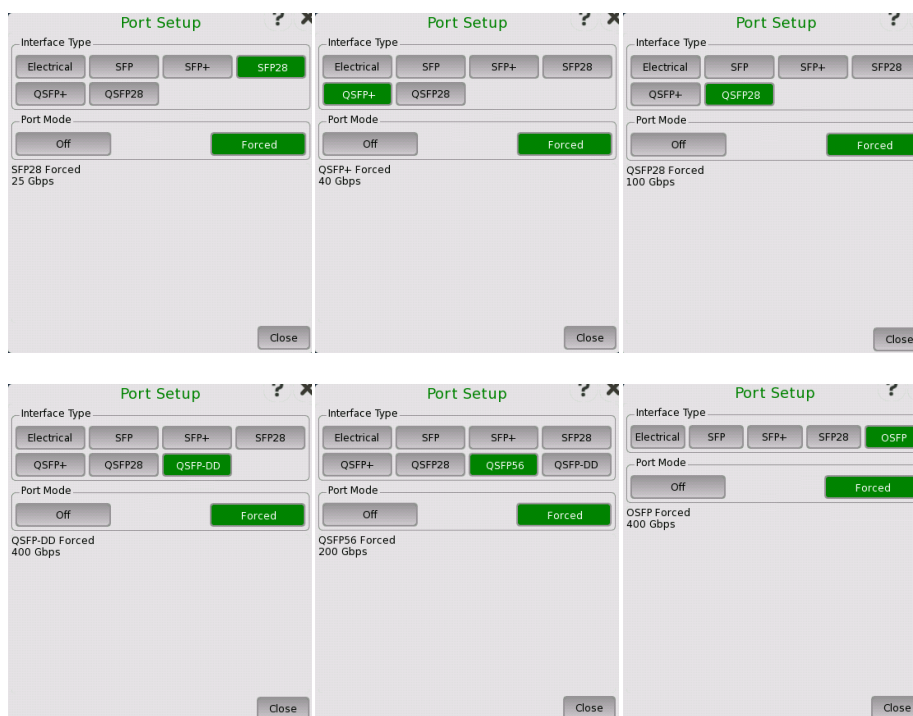 Port Setup ?
Interface Type
Electrical SFP SFP+ SFP28
QSFP+ QSFP28
Port Mode
Off Forced
SFP28 Forced
25 Gbps
Close
Port Setup ?
Interface Type
Electrical SFP SFP+ SFP28
QSFP+ QSFP28
Port Mode
Off Forced
QSFP+ Forced
40 Gbps
Close
Port Setup ?
Interface Type
Electrical SFP SFP+ SFP28
QSFP+ QSFP28
Port Mode
Off Forced
QSFP28 Forced
100 Gbps
Close
Port Setup ?
Interface Type
Electrical SFP SFP+ SFP28
QSFP+ QSFP28 QSFP-DD
Port Mode
Off Forced
QSFP-DD Forced
400 Gbps
Close
Port Setup ?
Interface Type
Electrical SFP SFP+ SFP28
QSFP+ QSFP28 QSFP56 QSFP-DD
Port Mode
Off Forced
QSFP56 Forced
200 Gbps
Close
Port Setup ?
Interface Type
Electrical SFP SFP+ SFP28 OSFP
Port Mode
Off Forced
OSFP Forced
400 Gbps
Close